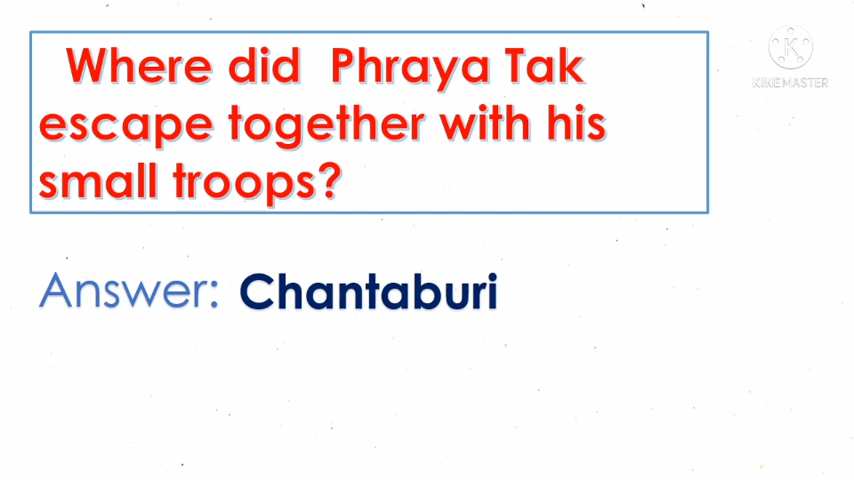 Where did Phraya Tak
escape together with his
small troops?
Answer: Chantaburi
K
KINEMASTER